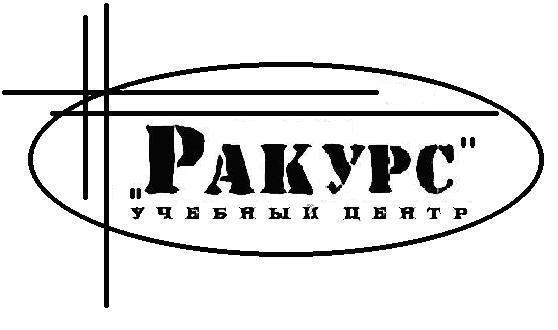 „Ракурс"
учебный центр